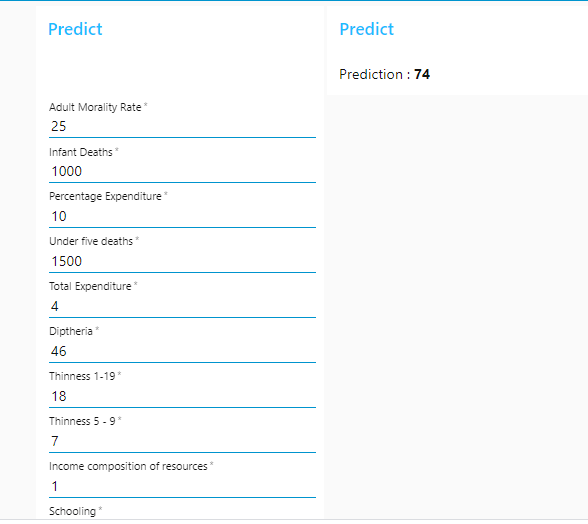 Predict
Adult Morality Rate *
25
Infant Deaths *
1000
Percentage Expenditure *
10
Under five deaths *
1500
Total Expenditure *
4
Diptheria *
46
Thinness 1-19 *
18
Thinness 5 - 9 *
7
Income composition of resources *
1
Schooling *
Predict
Prediction : 74